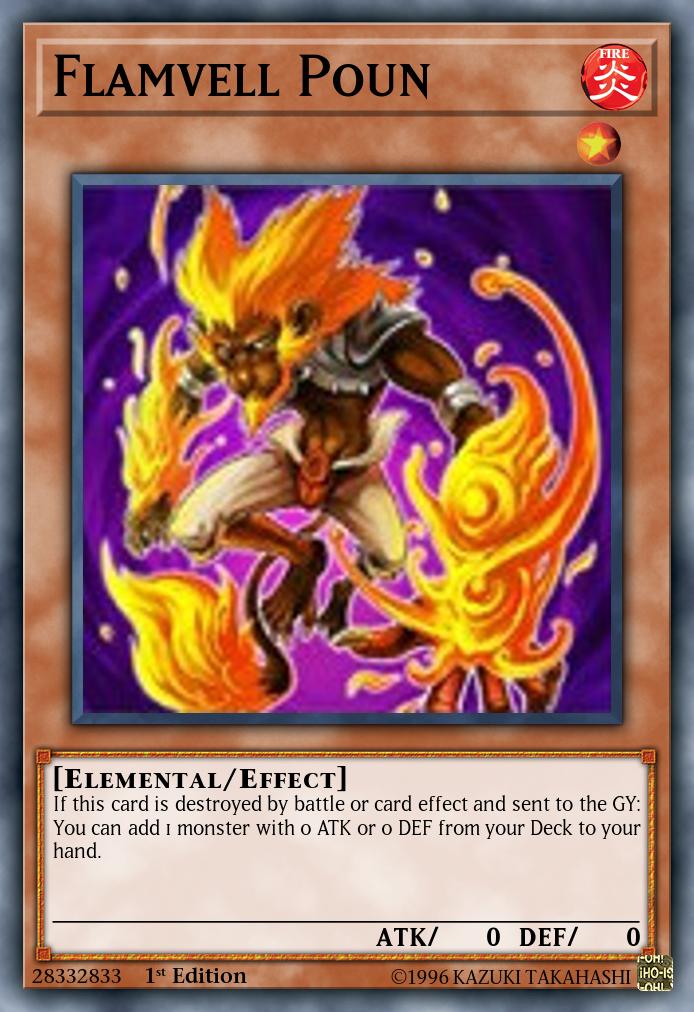 Flamvell Poun
FIRE
炎
[Elemental/Effect]
If this card is destroyed by battle or card effect and sent to the GY:
You can add 1 monster with 0 ATK or 0 DEF from your Deck to your
hand.
ATK/ 0 DEF/ 0
28332833 1st Edition ©1996 KAZUKI TAKAHASHI